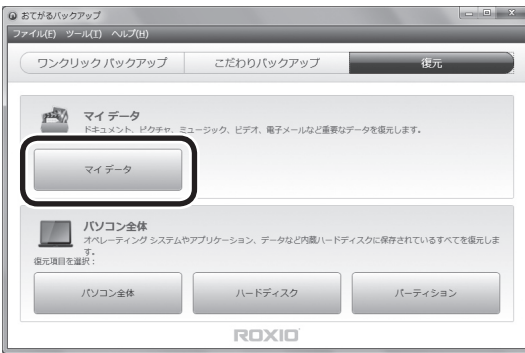 おてがるバックアップ
ファイル(F) ツール(T) ヘルプ(H)
ワンクリック バックアップ こだわりバックアップ 復元
マイ データ
ドキュメント、ピクチャ、ミュージック、ビデオ、電子メールなど重要なデータを復元します。
マイ データ
パソコン全体
オペレーティング システムやアプリケーション、データなど内蔵ハードディスクに保存されているすべてを復元しま
す。
復元項目を選択：
パソコン全体 ハードディスク パーティション
ROXIO